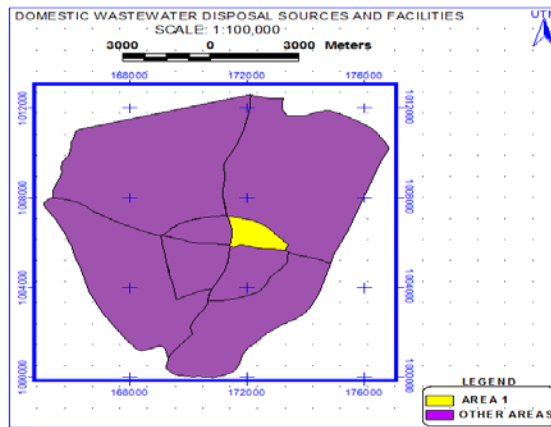 DOMESTIC WASTEWATER DISPOSAL SOURCES AND FACILITIES
UTM
SCALE: 1:100,000
3000 0 3000 Meters
168000 172000 176000
1012000 1012000
1008000 1008000
1004000 1004000
1000000 1000000
168000 172000 176000
LEGEND
AREA 1
OTHER AREAS